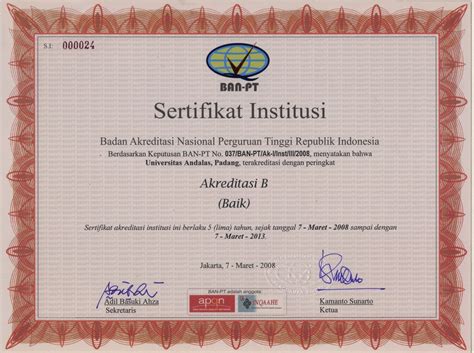 S.I. 000024
BAN-PT
Sertifikat Institusi
Badan Akreditasi Nasional Perguruan Tinggi Republik Indonesia
Berdasarkan Keputusan BAN-PT No. 037/BAN-PT/Ak-I/Inst/III/2008, menyatakan bahwa
Universitas Andalas, Padang, terakreditasi dengan peringkat
Akreditasi B
(Baik)
Sertifikat akreditasi institusi ini berlaku 5 (lima) tahun, sejak tanggal 7 - Maret - 2008 sampai dengan
7 - Maret - 2013.
Jakarta, 7 - Maret - 2008
BAN-PT adalah anggota
Adil Basuki Ahza
Sekretaris
apqn
INQAAHE
Kamanto Sunarto
Ketua